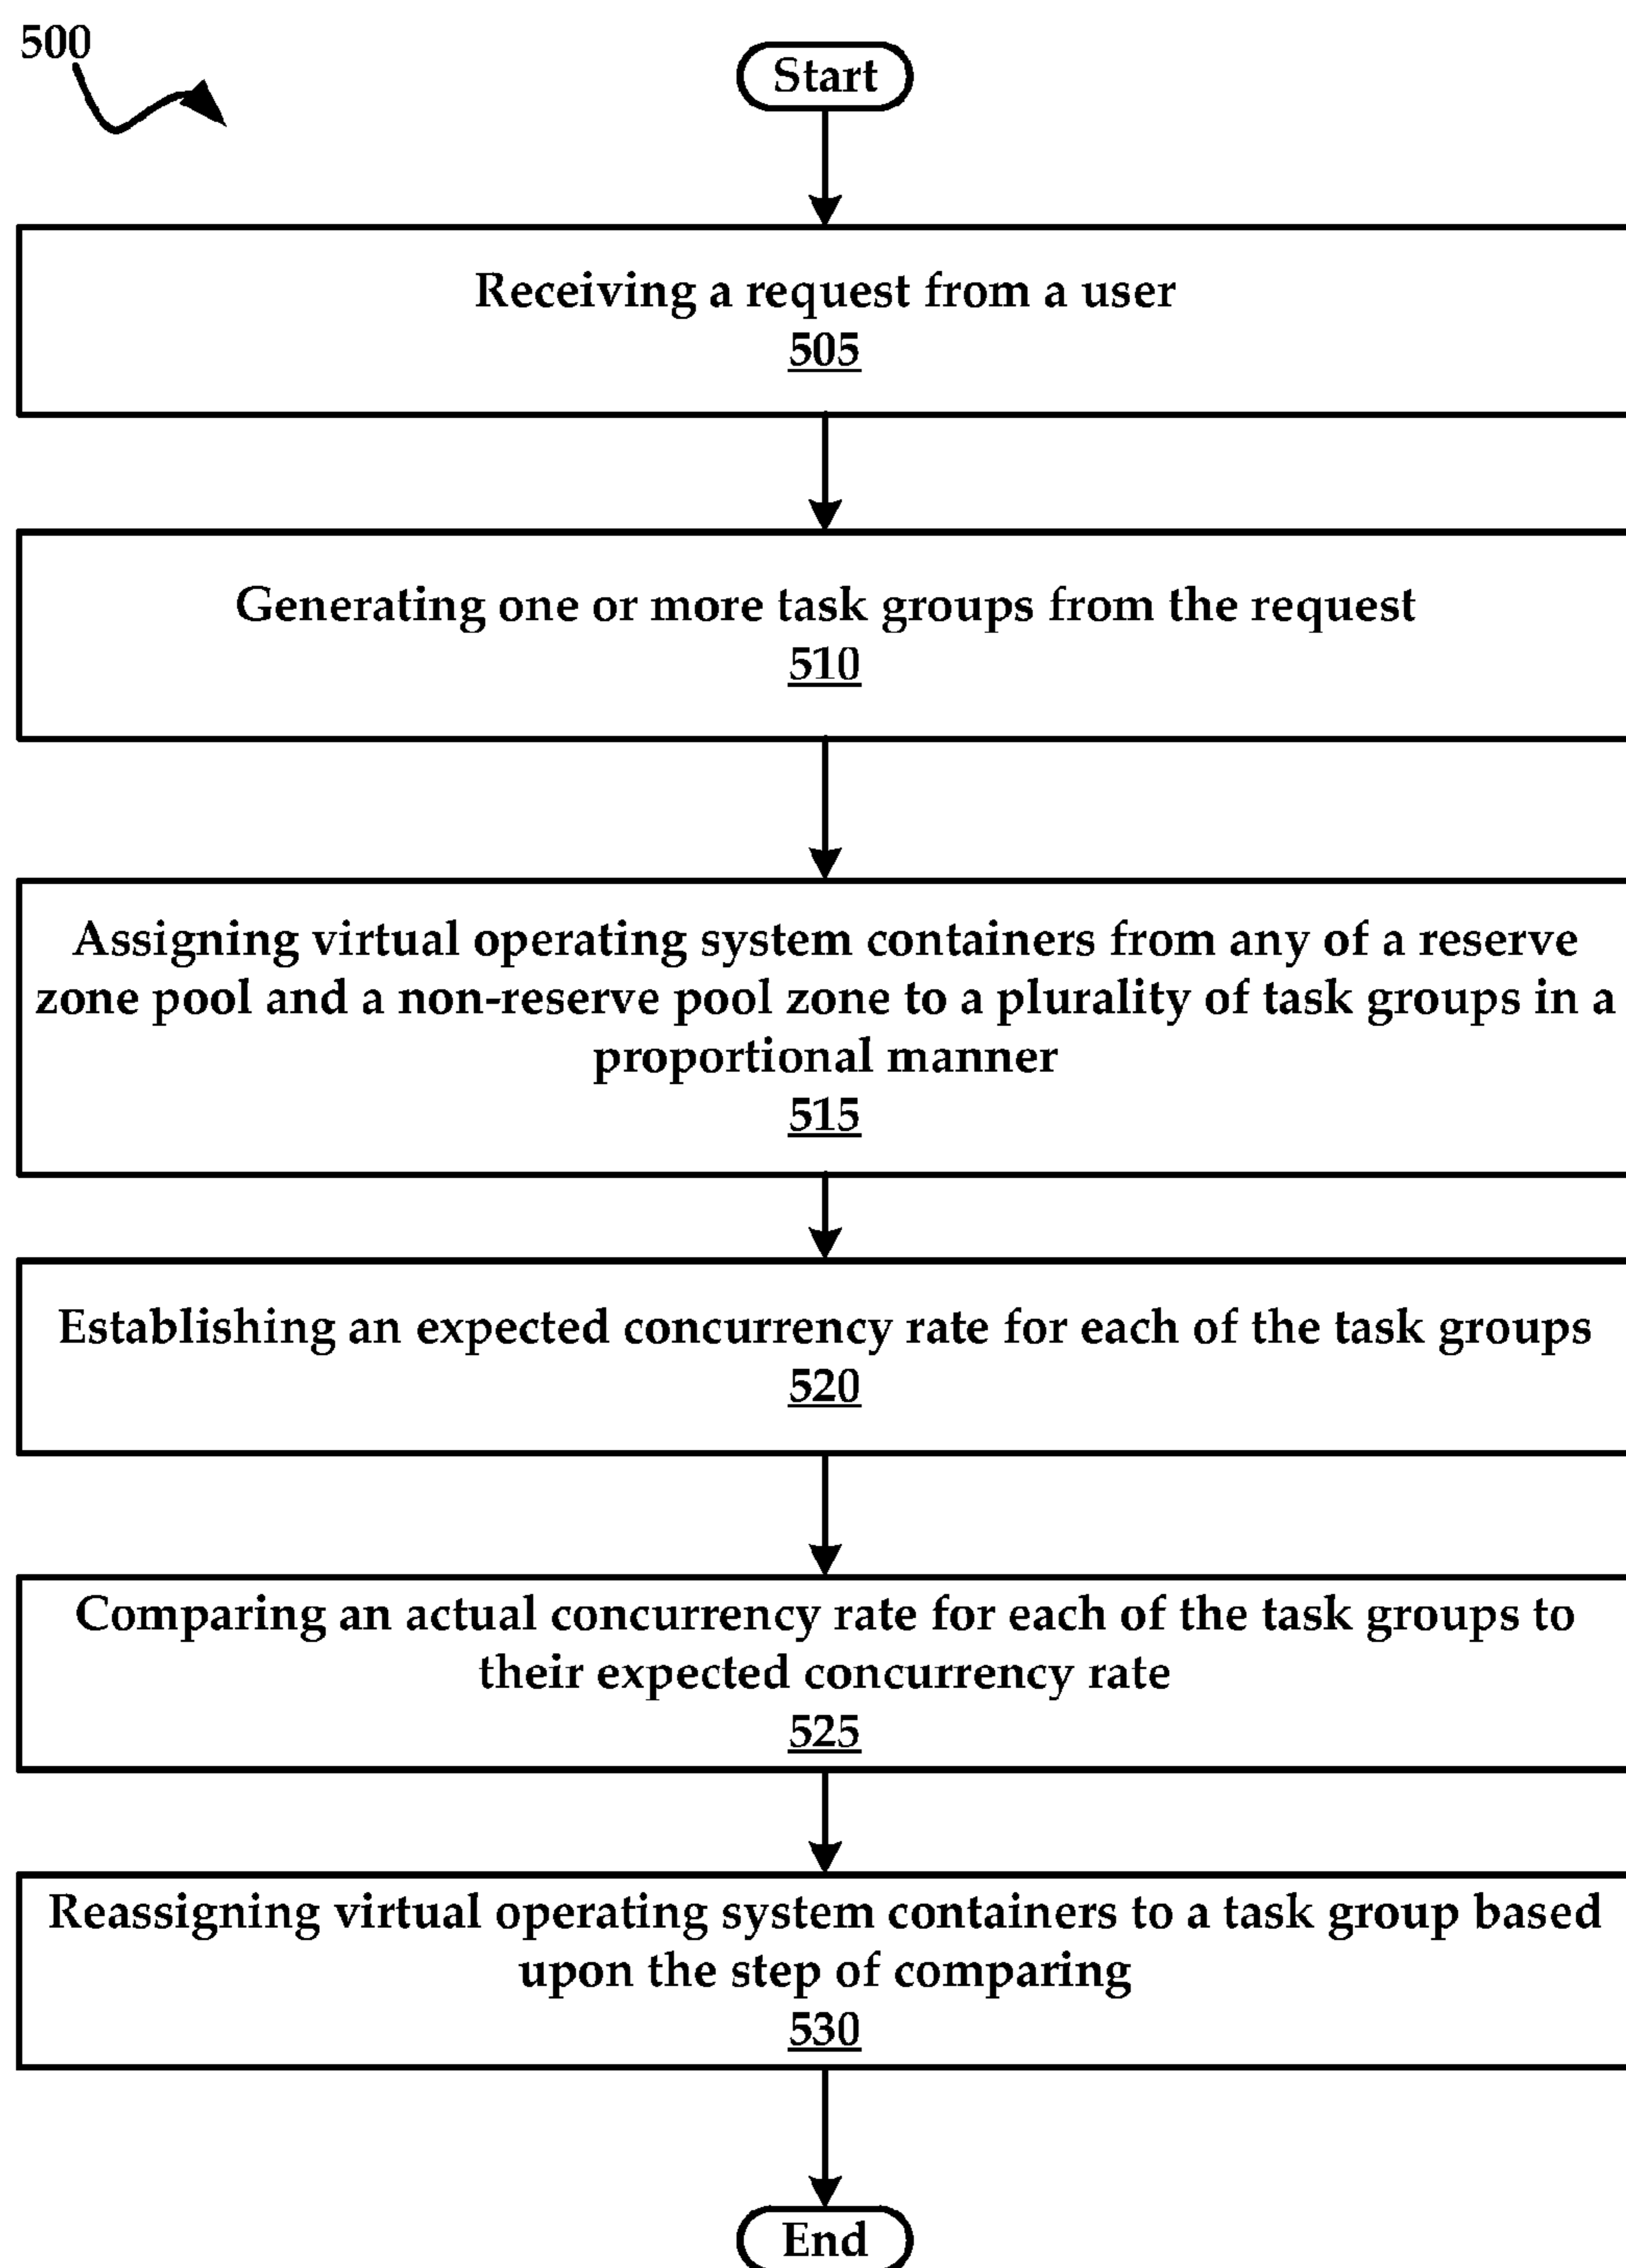 500
Start
Receiving a request from a user
505
Generating one or more task groups from the request
510
Assigning virtual operating system containers from any of a reserve
zone pool and a non-reserve pool zone to a plurality of task groups in a
proportional manner
515
Establishing an expected concurrency rate for each of the task groups
520
Comparing an actual concurrency rate for each of the task groups to
their expected concurrency rate
525
Reassigning virtual operating system containers to a task group based
upon the step of comparing
530
End